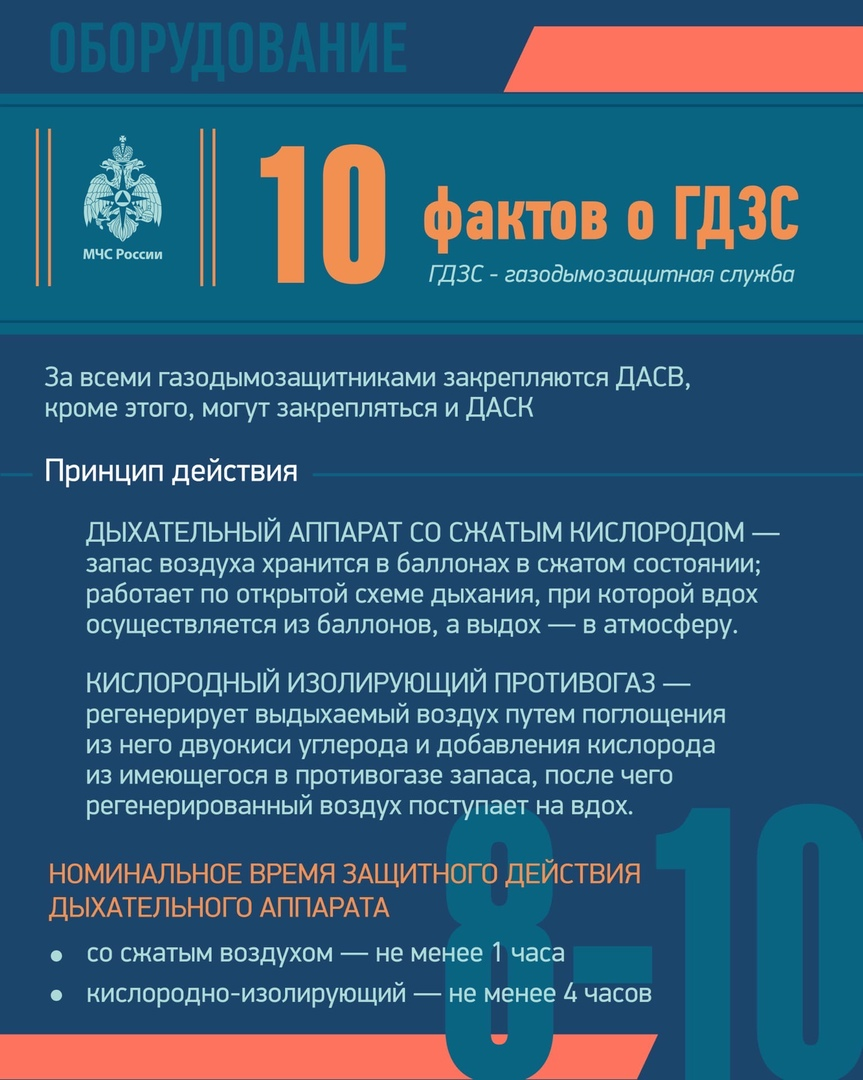 ОБОРУДОВАНИЕ
МЧС России
10 фактов о ГДЗС
ГДЗС - газодымозащитная служба
За всеми газодымозащитниками закрепляются ДАСВ,
кроме этого, могут закрепляться и ДАСК
Принцип действия
ДЫХАТЕЛЬНЫЙ АППАРАТ СО СЖАТЫМ КИСЛОРОДОМ —
запас воздуха хранится в баллонах в сжатом состоянии;
работает по открытой схеме дыхания, при которой вдох
осуществляется из баллонов, а выдох — в атмосферу.
КИСЛОРОДНЫЙ ИЗОЛИРУЮЩИЙ ПРОТИВОГАЗ —
регенерирует выдыхаемый воздух путем поглощения
из него двуокиси углерода и добавления кислорода
из имеющегося в противогазе запаса, после чего
регенерированный воздух поступает на вдох.
НОМИНАЛЬНОЕ ВРЕМЯ ЗАЩИТНОГО ДЕЙСТВИЯ
ДЫХАТЕЛЬНОГО АППАРАТА
• со сжатым воздухом — не менее 1 часа
• кислородно-изолирующий — не менее 4 часов
8-10